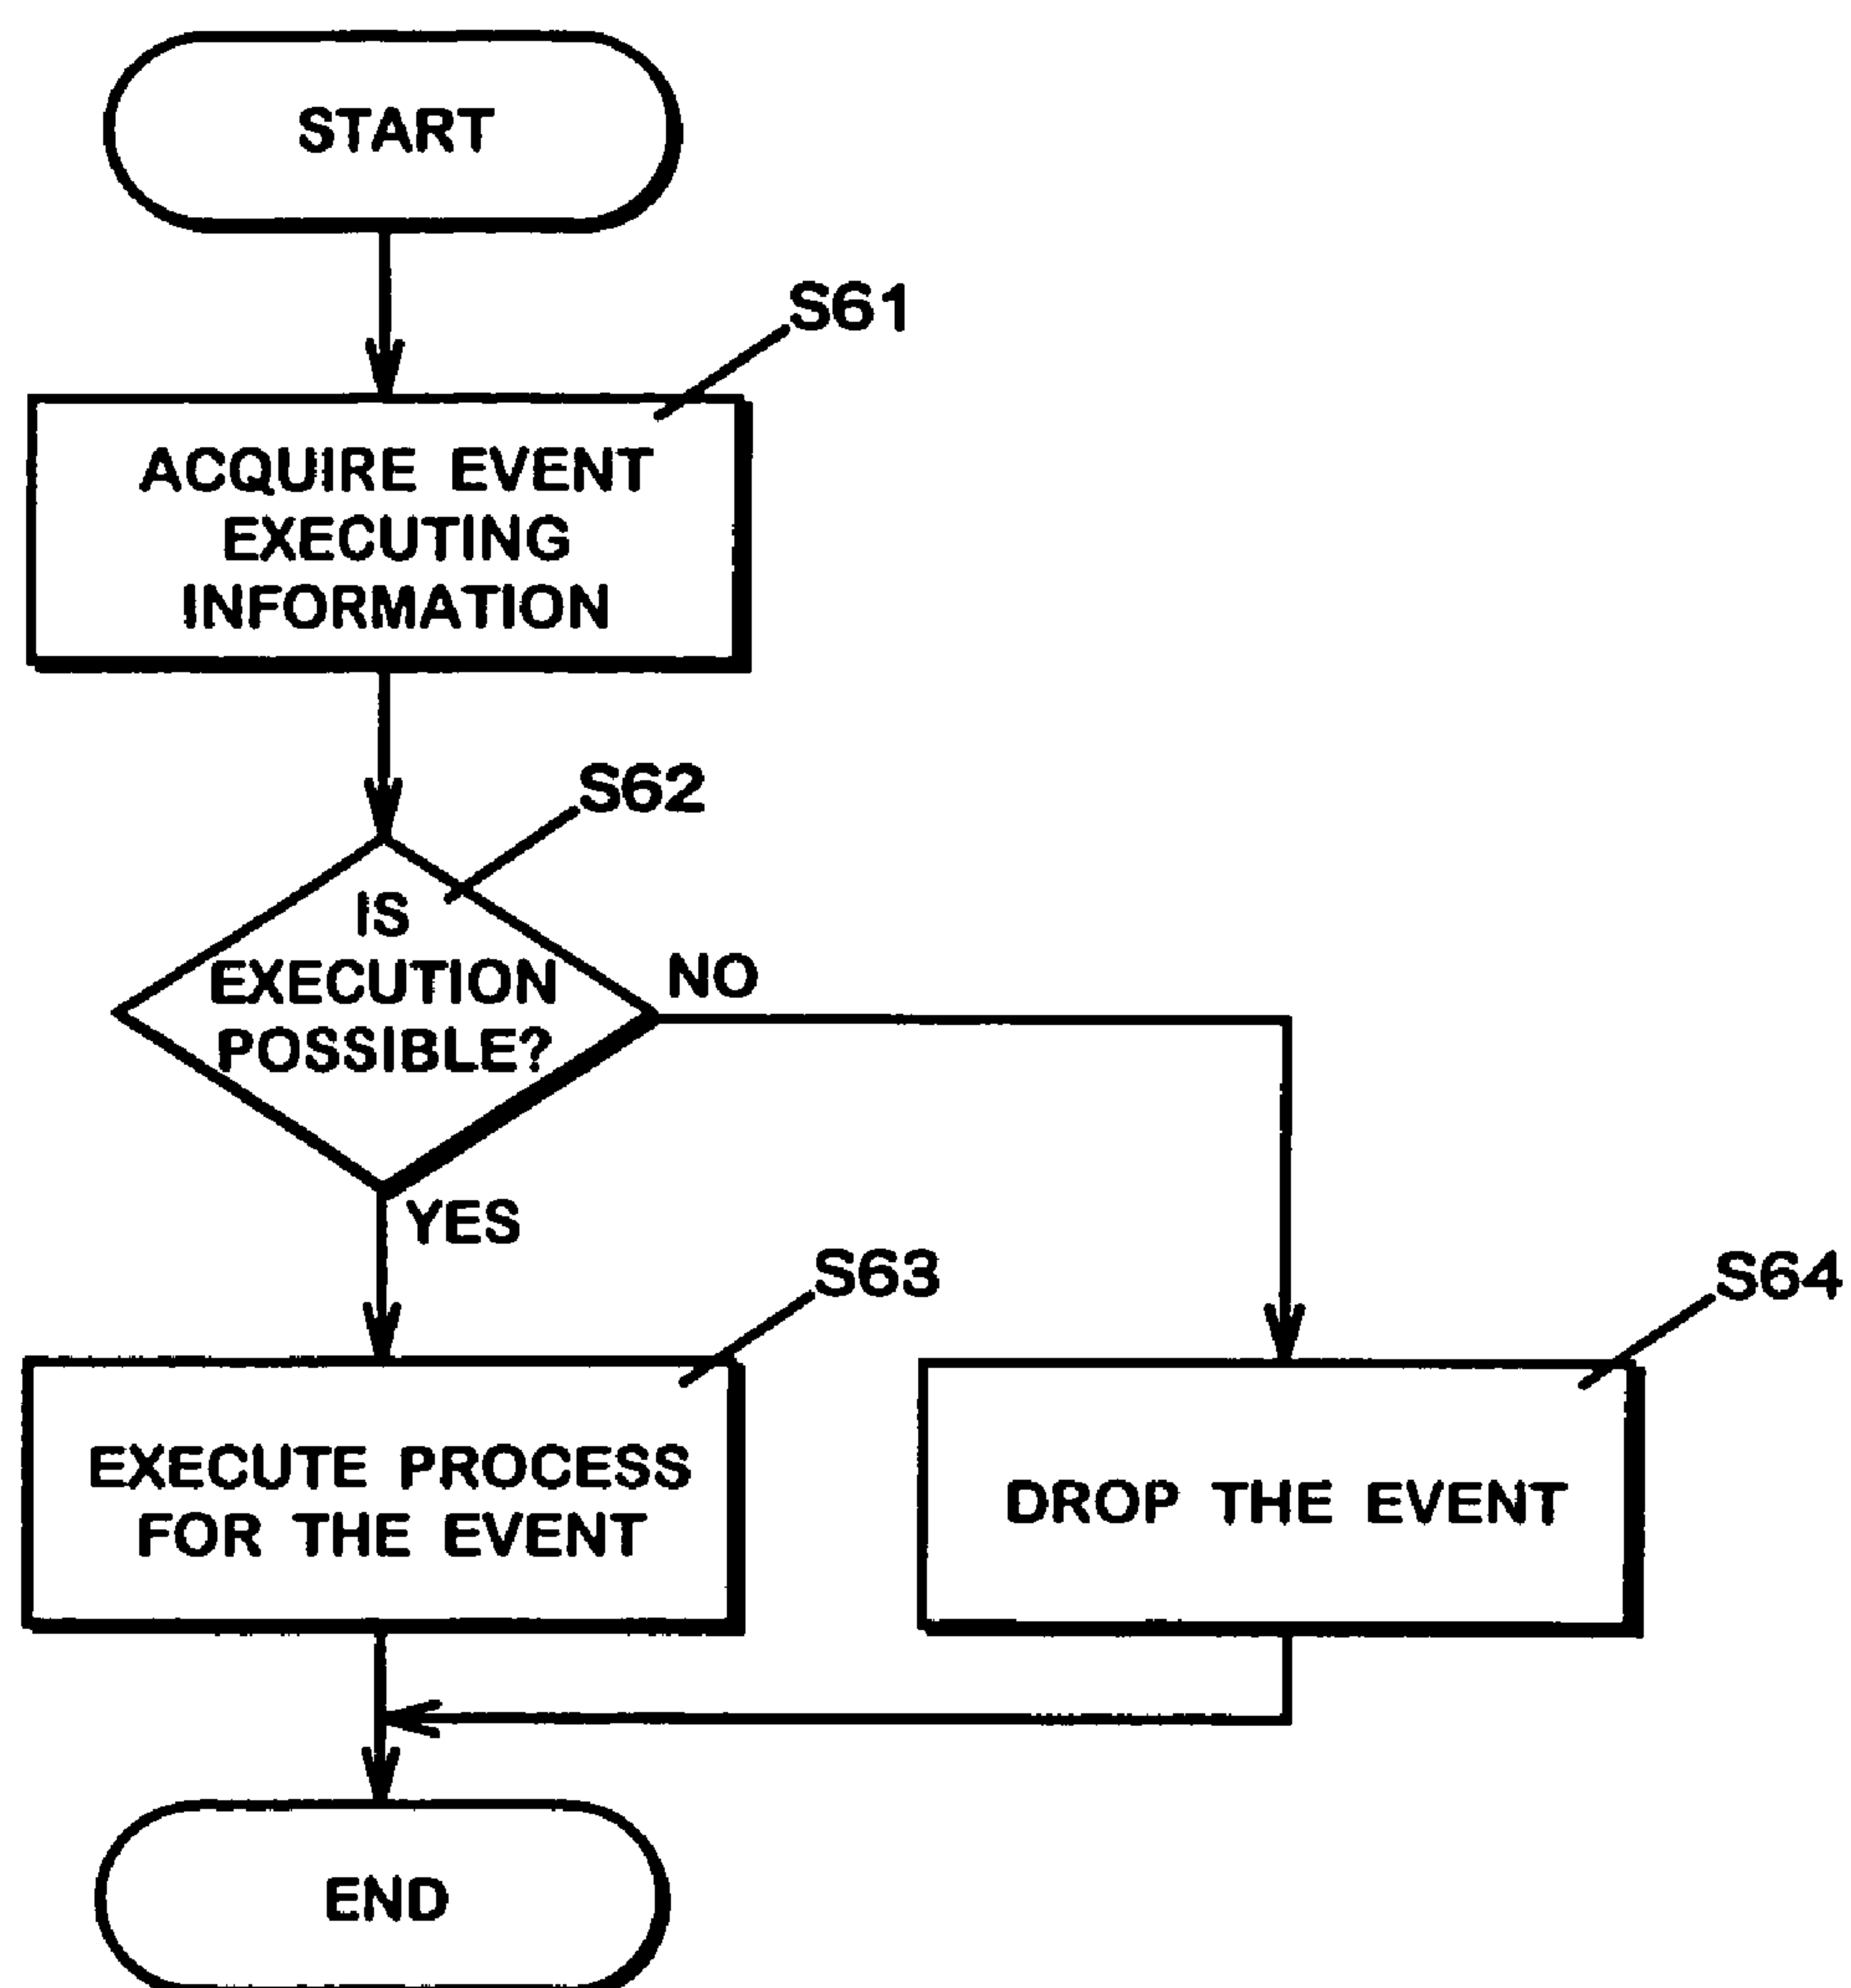 START
S61
ACQUIRE EVENT
EXECUTING
INFORMATION
S62
IS
EXECUTION
POSSIBLE?
NO
YES
S63
EXECUTE PROCESS
FOR THE EVENT
S64
DROP THE EVENT
END